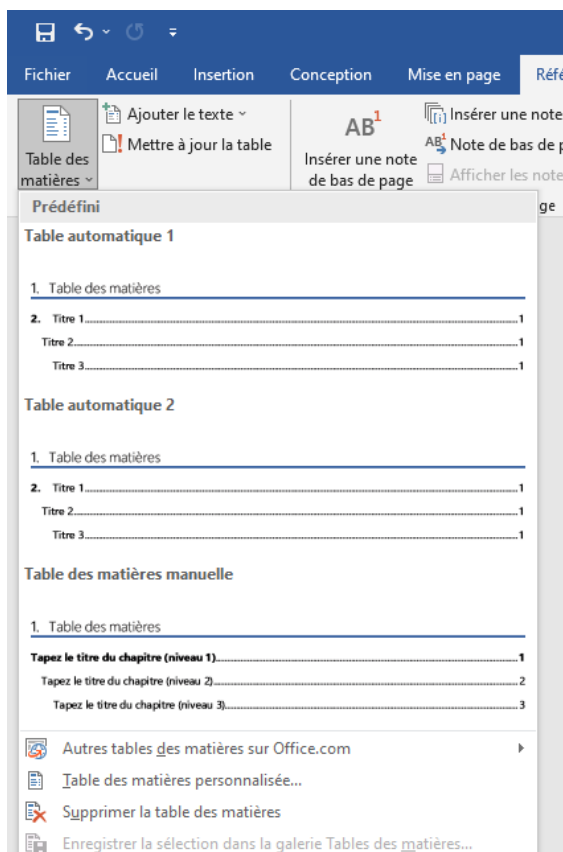 Fichier Accueil Insertion Conception Mise en page Réfé
Table des matières
Ajouter le texte
Mettre à jour la table
AB1
Insérer une note de bas de page
[i] Insérer une note
AB Note de bas de p
Afficher les note
ge
Prédéfini
Table automatique 1
1. Table des matières
2. Titre 1 1
Titre 2 1
Titre 3 1
Table automatique 2
1. Table des matières
2. Titre 1 1
Titre 2 1
Titre 3 1
Table des matières manuelle
1. Table des matières
Tapez le titre du chapitre (niveau 1) 1
Tapez le titre du chapitre (niveau 2) 2
Tapez le titre du chapitre (niveau 3) 3
Autres tables des matières sur Office.com
Table des matières personnalisée...
Supprimer la table des matières
Enregistrer la sélection dans la galerie Tables des matières...